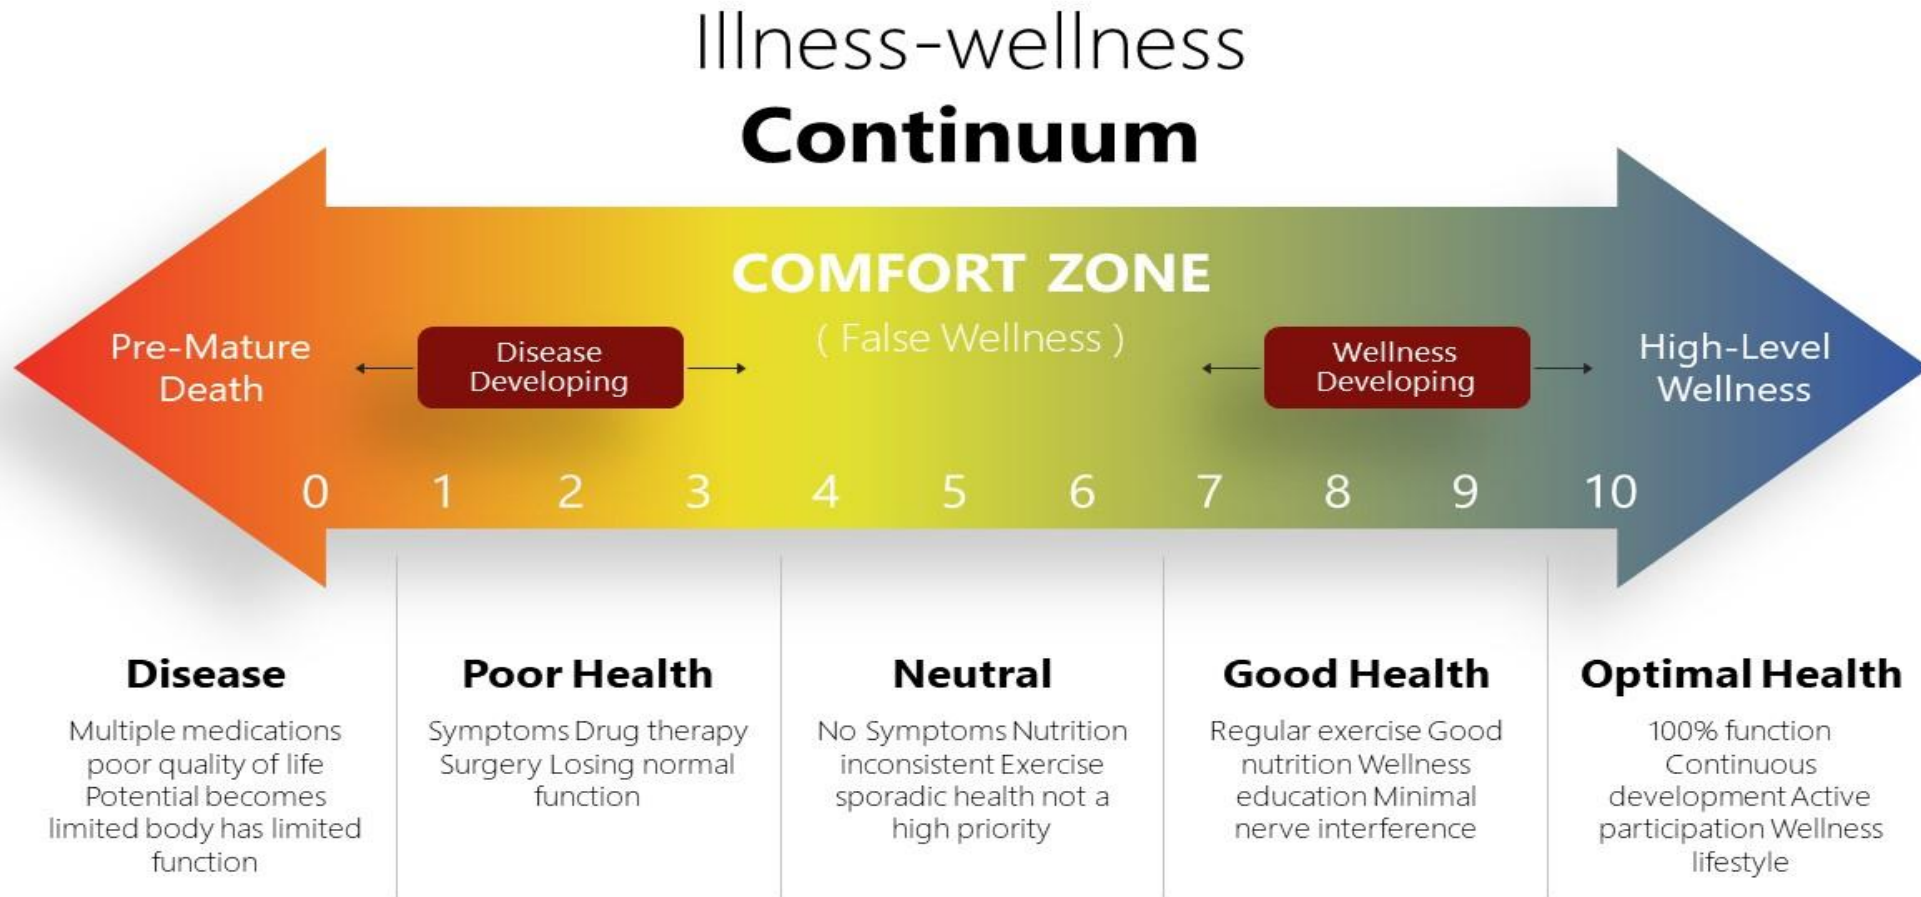 Illness-wellness
Continuum
COMFORT ZONE
( False Wellness )
Pre-Mature
Death
Disease
Developing
Wellness
Developing
High-Level
Wellness
0 1 2 3 4 5 6 7 8 9 10
Disease
Multiple medications
poor quality of life
Potential becomes
limited body has limited
function
Poor Health
Symptoms Drug therapy
Surgery Losing normal
function
Neutral
No Symptoms Nutrition
inconsistent Exercise
sporadic health not a
high priority
Good Health
Regular exercise Good
nutrition Wellness
education Minimal
nerve interference
Optimal Health
100% function
Continuous
development Active
participation Wellness
lifestyle